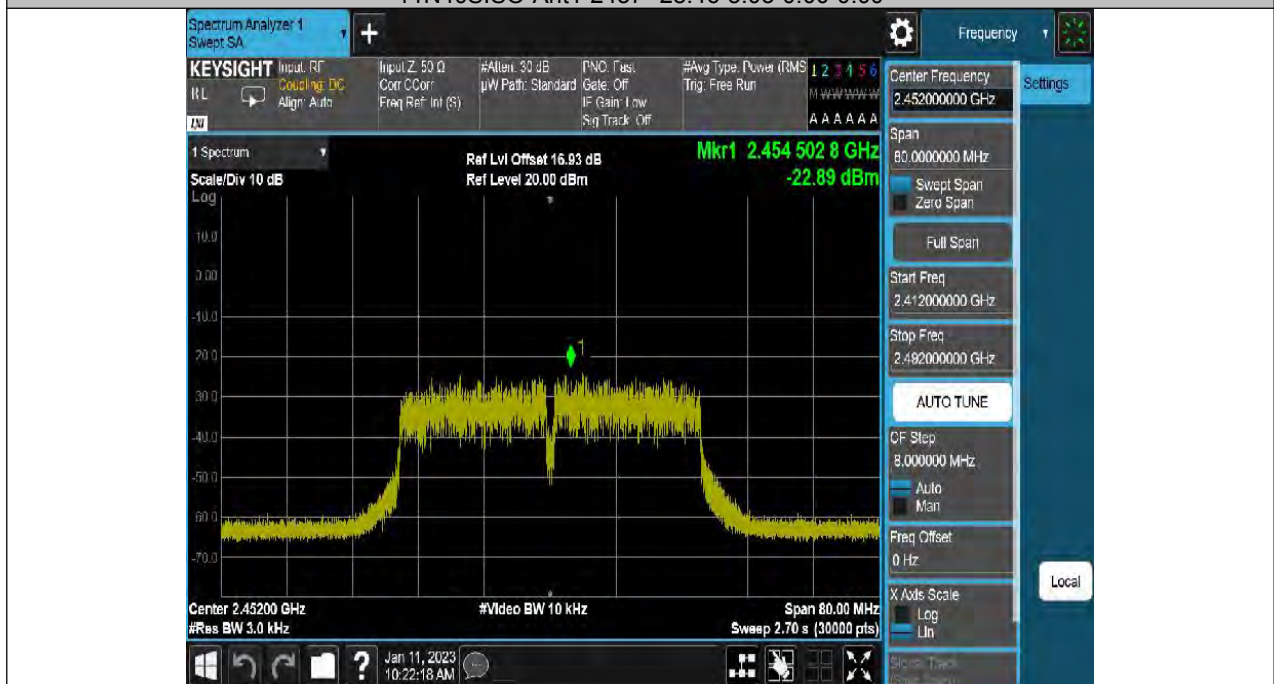 Spectrum Analyzer 1
Swept SA
+
Frequency
KEYSIGHT
Input: RF
Coupling: DC
Align: Auto
Input Z: 50 Ω
Corr CCorr
Freq Ref: Int (S)
#Atten: 30 dB
µW Path: Standard
PNO: Fast
Gate: Off
IF Gain: Low
Sig Track: Off
#Avg Type: Power (RMS
Trig: Free Run
1 2 3 4 5 6
M W W W W W
A A A A A A
Settings
Center Frequency
2.452000000 GHz
Span
80.0000000 MHz
Swept Span
Zero Span
Full Span
Start Freq
2.412000000 GHz
Stop Freq
2.492000000 GHz
AUTO TUNE
CF Step
8.000000 MHz
Auto
Man
Freq Offset
0 Hz
X Axis Scale
Log
Lin
Local
1 Spectrum
Scale/Div 10 dB
Log
Ref Lvl Offset 16.93 dB
Ref Level 20.00 dBm
Mkr1 2.454 502 8 GHz
-22.89 dBm
10.0
0.00
-10.0
-20.0
-30.0
-40.0
-50.0
-60.0
-70.0
1
Center 2.45200 GHz
#Res BW 3.0 kHz
#Video BW 10 kHz
Span 80.00 MHz
Sweep 2.70 s (30000 pts)
?
Jan 11, 2023
10:22:18 AM